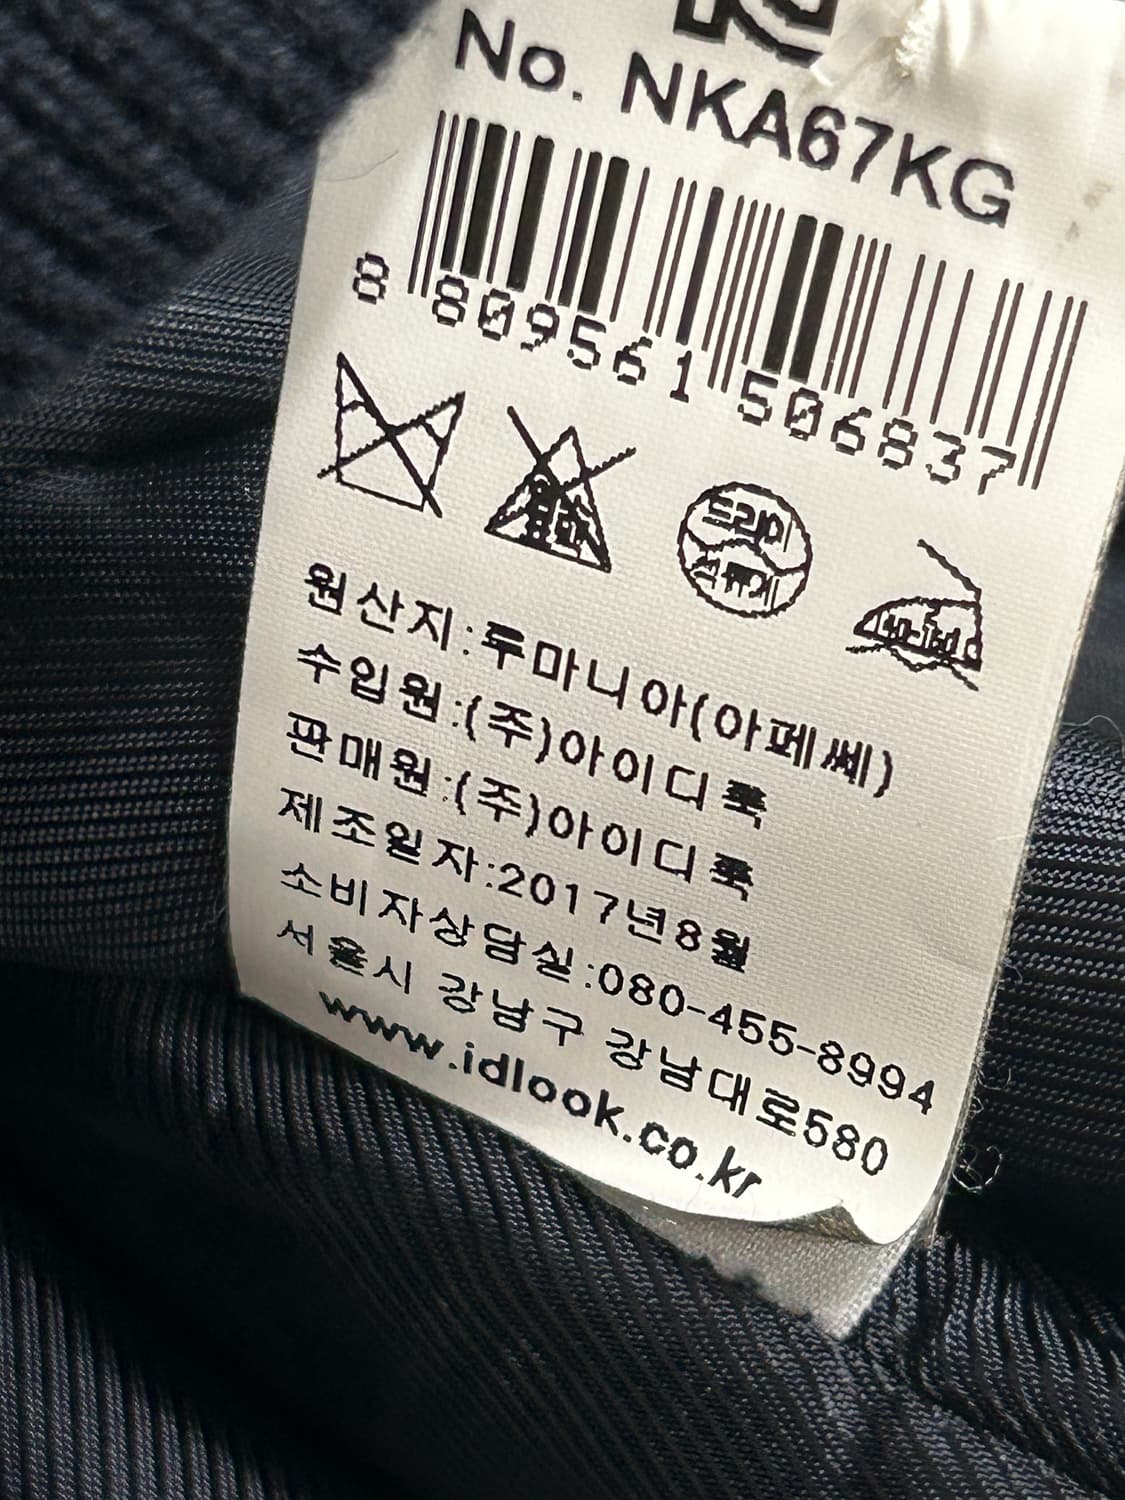 No. NKA67KG
8 809561 506837
드라이
원산지:루마니아(아페쎄)
수입원:(주)아이디룩
판매원:(주)아이디룩
제조일자:2017년8월
소비자상담실:080-455-8994
서울시 강남구 강남대로580
www.idlook.co.kr